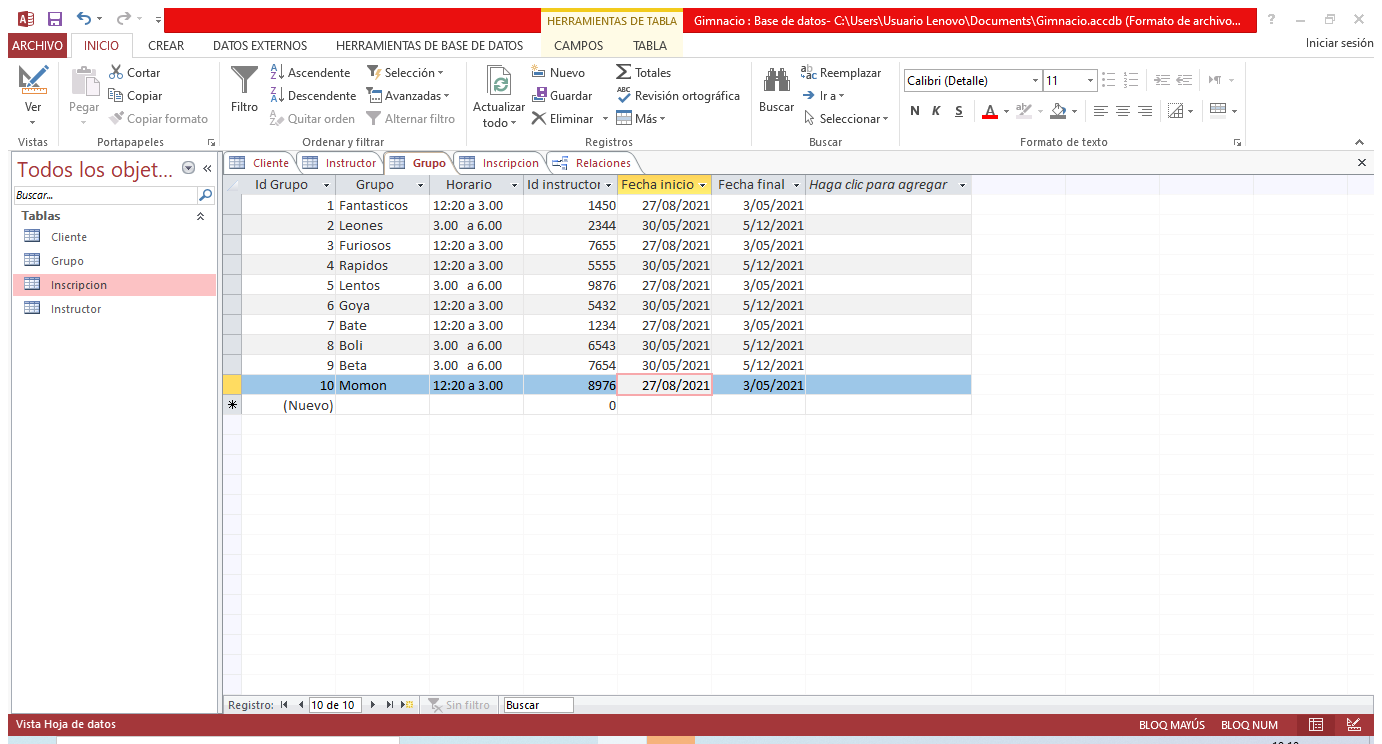 HERRAMIENTAS DE TABLA Gimnacio : Base de datos- C:\Users\Usuario Lenovo\Documents\Gimnacio.accdb (Formato de archivo... ?
ARCHIVO INICIO CREAR DATOS EXTERNOS HERRAMIENTAS DE BASE DE DATOS CAMPOS TABLA Iniciar sesión
Ver
Vistas
Pegar
Cortar
Copiar
Copiar formato
Portapapeles
Filtro
Ascendente
Descendente
Quitar orden
Selección
Avanzadas
Alternar filtro
Ordenar y filtrar
Actualizar
todo
Nuevo
Guardar
Eliminar
Totales
Revisión ortográfica
Más
Registros
Buscar
Reemplazar
Ir a
Seleccionar
Buscar
Calibri (Detalle) 11
N K S A
Formato de texto
Todos los objet... «
Buscar...
Tablas
Cliente
Grupo
Inscripcion
Instructor
Cliente Instructor Grupo Inscripcion Relaciones
Id Grupo Grupo Horario Id instructor Fecha inicio Fecha final Haga clic para agregar
1 Fantasticos 12:20 a 3.00 1450 27/08/2021 3/05/2021
2 Leones 3.00 a 6.00 2344 30/05/2021 5/12/2021
3 Furiosos 12:20 a 3.00 7655 27/08/2021 3/05/2021
4 Rapidos 12:20 a 3.00 5555 30/05/2021 5/12/2021
5 Lentos 3.00 a 6.00 9876 27/08/2021 3/05/2021
6 Goya 12:20 a 3.00 5432 30/05/2021 5/12/2021
7 Bate 12:20 a 3.00 1234 27/08/2021 3/05/2021
8 Boli 3.00 a 6.00 6543 30/05/2021 5/12/2021
9 Beta 3.00 a 6.00 7654 30/05/2021 5/12/2021
10 Momon 12:20 a 3.00 8976 27/08/2021 3/05/2021
(Nuevo) 0
Registro: 10 de 10 Sin filtro Buscar
Vista Hoja de datos BLOQ MAYÚS BLOQ NUM